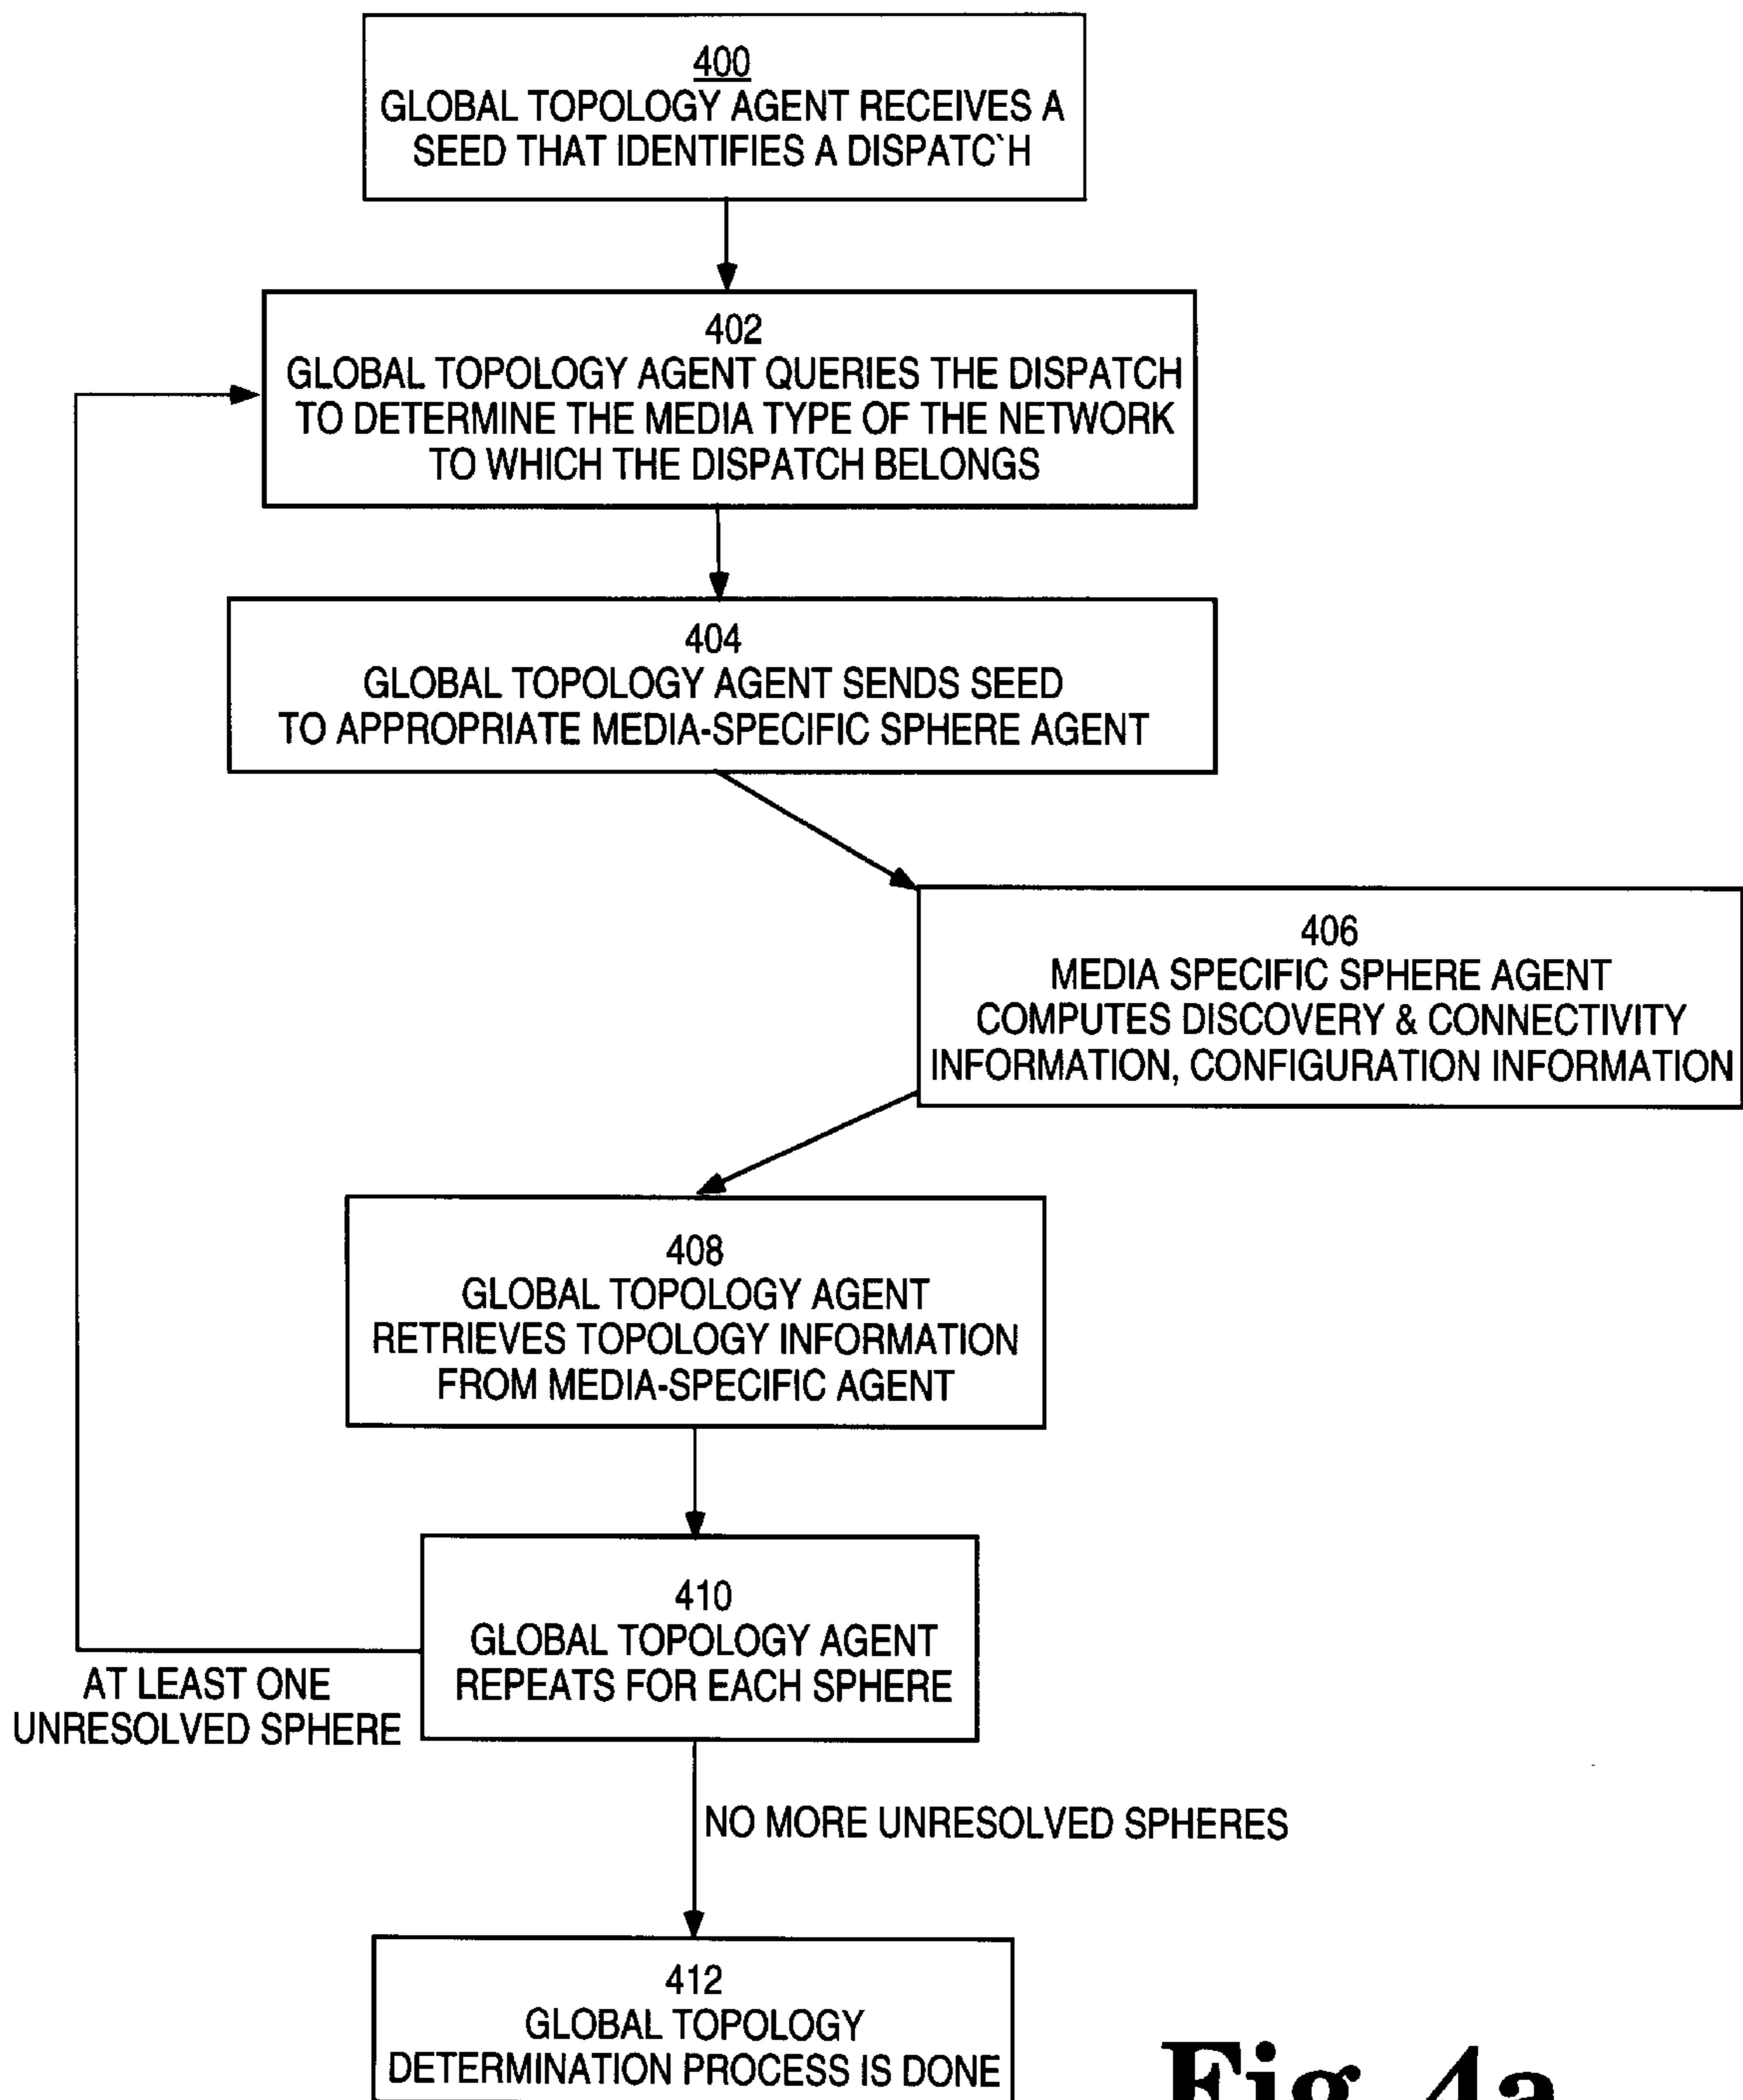 400
GLOBAL TOPOLOGY AGENT RECEIVES A
SEED THAT IDENTIFIES A DISPATC`H
402
GLOBAL TOPOLOGY AGENT QUERIES THE DISPATCH
TO DETERMINE THE MEDIA TYPE OF THE NETWORK
TO WHICH THE DISPATCH BELONGS
404
GLOBAL TOPOLOGY AGENT SENDS SEED
TO APPROPRIATE MEDIA-SPECIFIC SPHERE AGENT
406
MEDIA SPECIFIC SPHERE AGENT
COMPUTES DISCOVERY & CONNECTIVITY
INFORMATION, CONFIGURATION INFORMATION
408
GLOBAL TOPOLOGY AGENT
RETRIEVES TOPOLOGY INFORMATION
FROM MEDIA-SPECIFIC AGENT
410
GLOBAL TOPOLOGY AGENT
REPEATS FOR EACH SPHERE
AT LEAST ONE
UNRESOLVED SPHERE
NO MORE UNRESOLVED SPHERES
412
GLOBAL TOPOLOGY
DETERMINATION PROCESS IS DONE
Fig. 4a